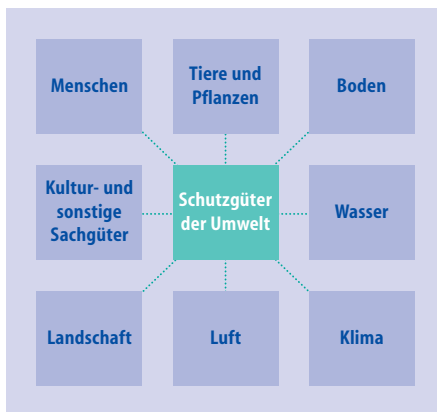 Menschen
Tiere und
Pflanzen
Boden
Kultur- und
sonstige
Sachgüter
Schutzgüter
der Umwelt
Wasser
Landschaft
Luft
Klima